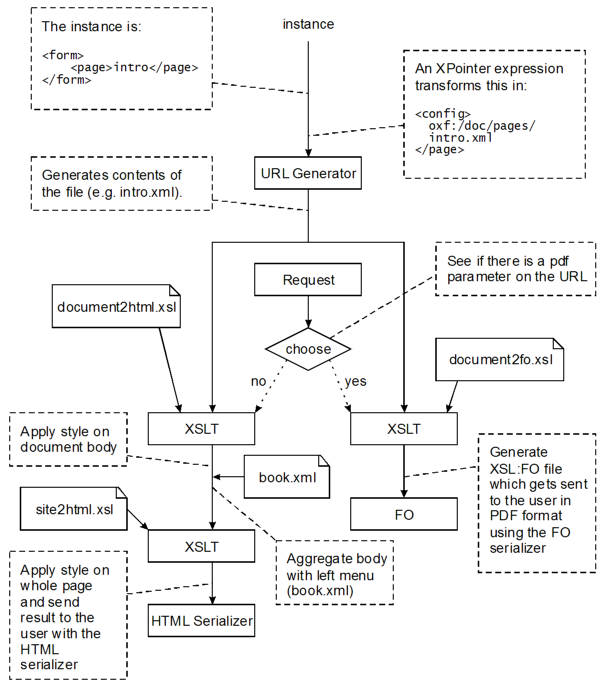 instance
The instance is:
<form>
<page>intro</page>
</form>
An XPointer expression
transforms this in:
<config>
oxf:/doc/pages/
intro.xml
</page>
Generates contents of
the file (e.g. intro.xml).
URL Generator
See if there is a pdf
parameter on the URL
Request
document2html.xsl
choose
document2fo.xsl
no
yes
Apply style on
document body
XSLT
XSLT
book.xml
Generate
XSL:FO file
which gets sent
to the user in
PDF format
using the FO
serializer
site2html.xsl
FO
XSLT
Aggregate body
with left menu
(book.xml)
Apply style on
whole page
and send
result to the
user with the
HTML
serializer
HTML Serializer